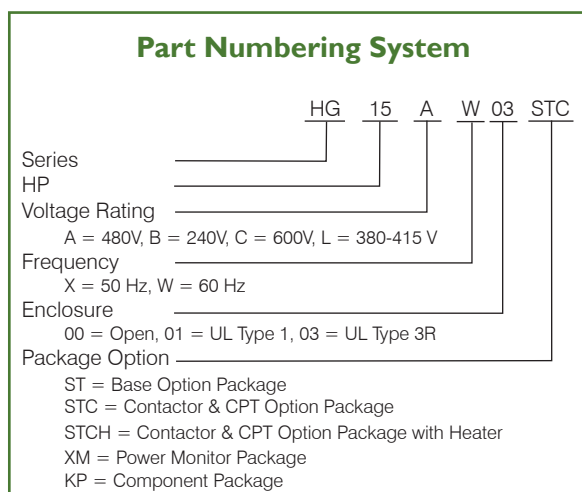 Part Numbering System
HG 15 A W 03 STC
Series
HP
Voltage Rating
A = 480V, B = 240V, C = 600V, L = 380-415 V
Frequency
X = 50 Hz, W = 60 Hz
Enclosure
00 = Open, 01 = UL Type 1, 03 = UL Type 3R
Package Option
ST = Base Option Package
STC = Contactor & CPT Option Package
STCH = Contactor & CPT Option Package with Heater
XM = Power Monitor Package
KP = Component Package